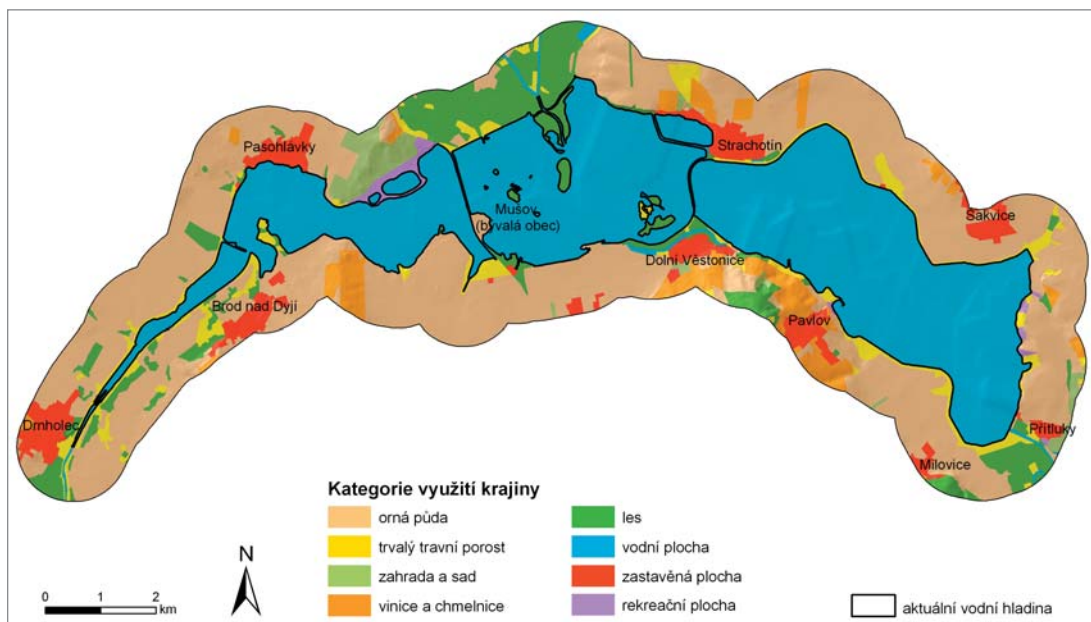 Pasohlávky
Strachotín
Mušov
(bývalá obec)
Šakvice
Dolní Věstonice
Brod nad Dyjí
Pavlov
Drnholec
Přítluky
Milovice
Kategorie využití krajiny
orná půda
trvalý travní porost
zahrada a sad
vinice a chmelnice
les
vodní plocha
zastavěná plocha
rekreační plocha
aktuální vodní hladina
N
0 1 2
km